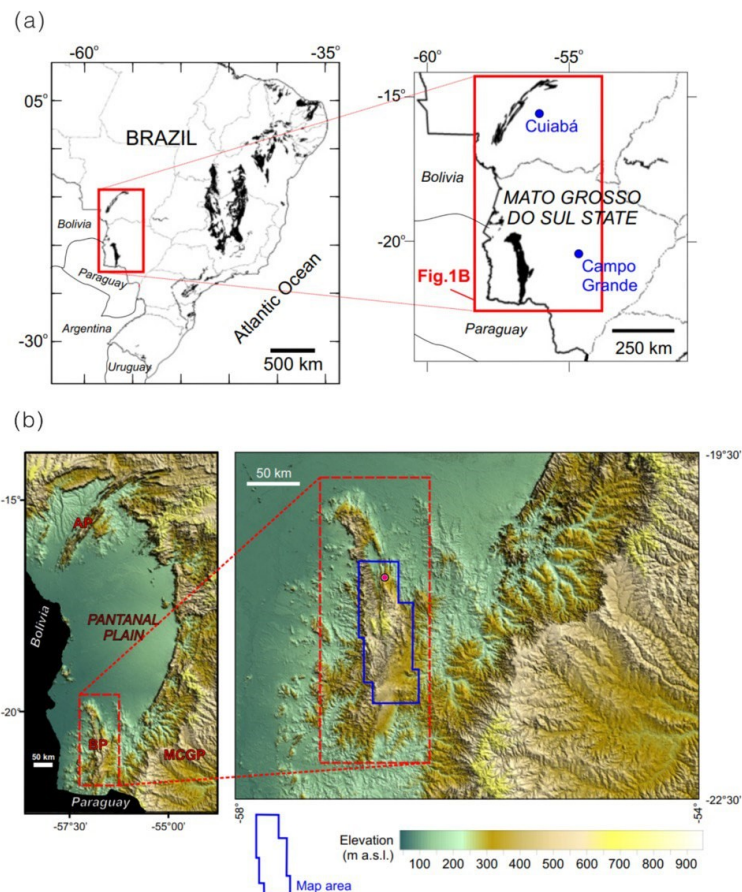 (a)
-60°
-35°
05°
BRAZIL
Bolivia
Paraguay
Argentina
Uruguay
-30°
Atlantic Ocean
500 km
-60°
-55°
-15°
Cuiabá
Bolivia
MATO GROSSO
DO SUL STATE
-20°
Campo
Grande
Fig.1B
Paraguay
250 km
(b)
-15°
AP
Bolivia
PANTANAL
PLAIN
-20°
BP
MCGP
50 km
Paraguay
-57°30
-55°00
50 km
-19°30
-22°30
-58°
-54°
Map area
Elevation
(m a.s.l.)
100 200 300 400 500 600 700 800 900